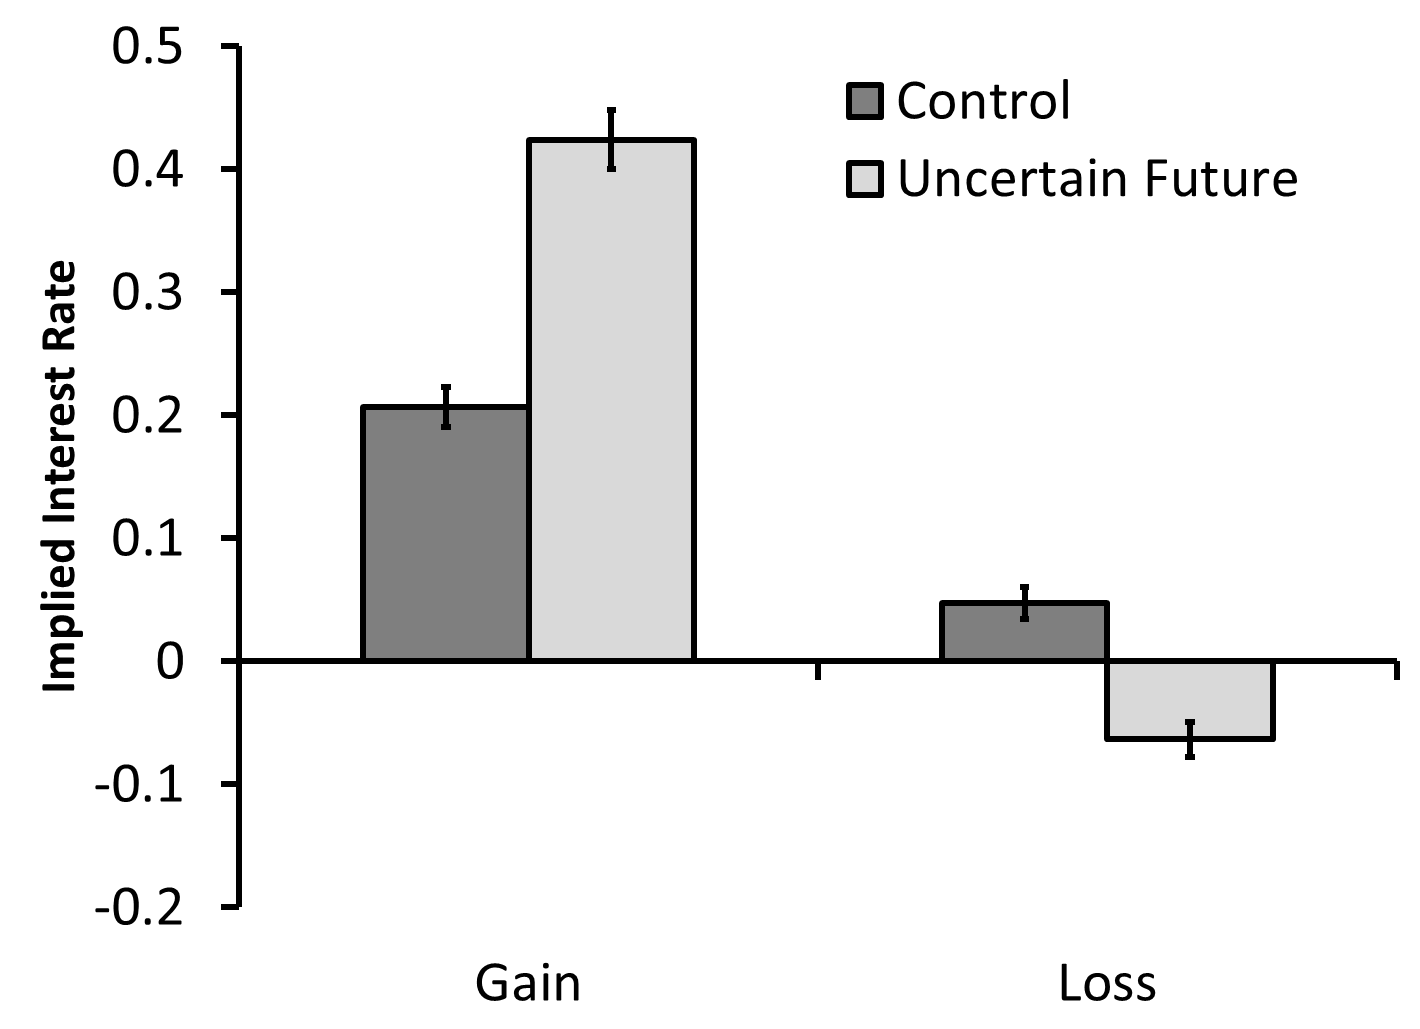 Implied Interest Rate
0.5
0.4
0.3
0.2
0.1
0
-0.1
-0.2
Control
Uncertain Future
Gain
Loss